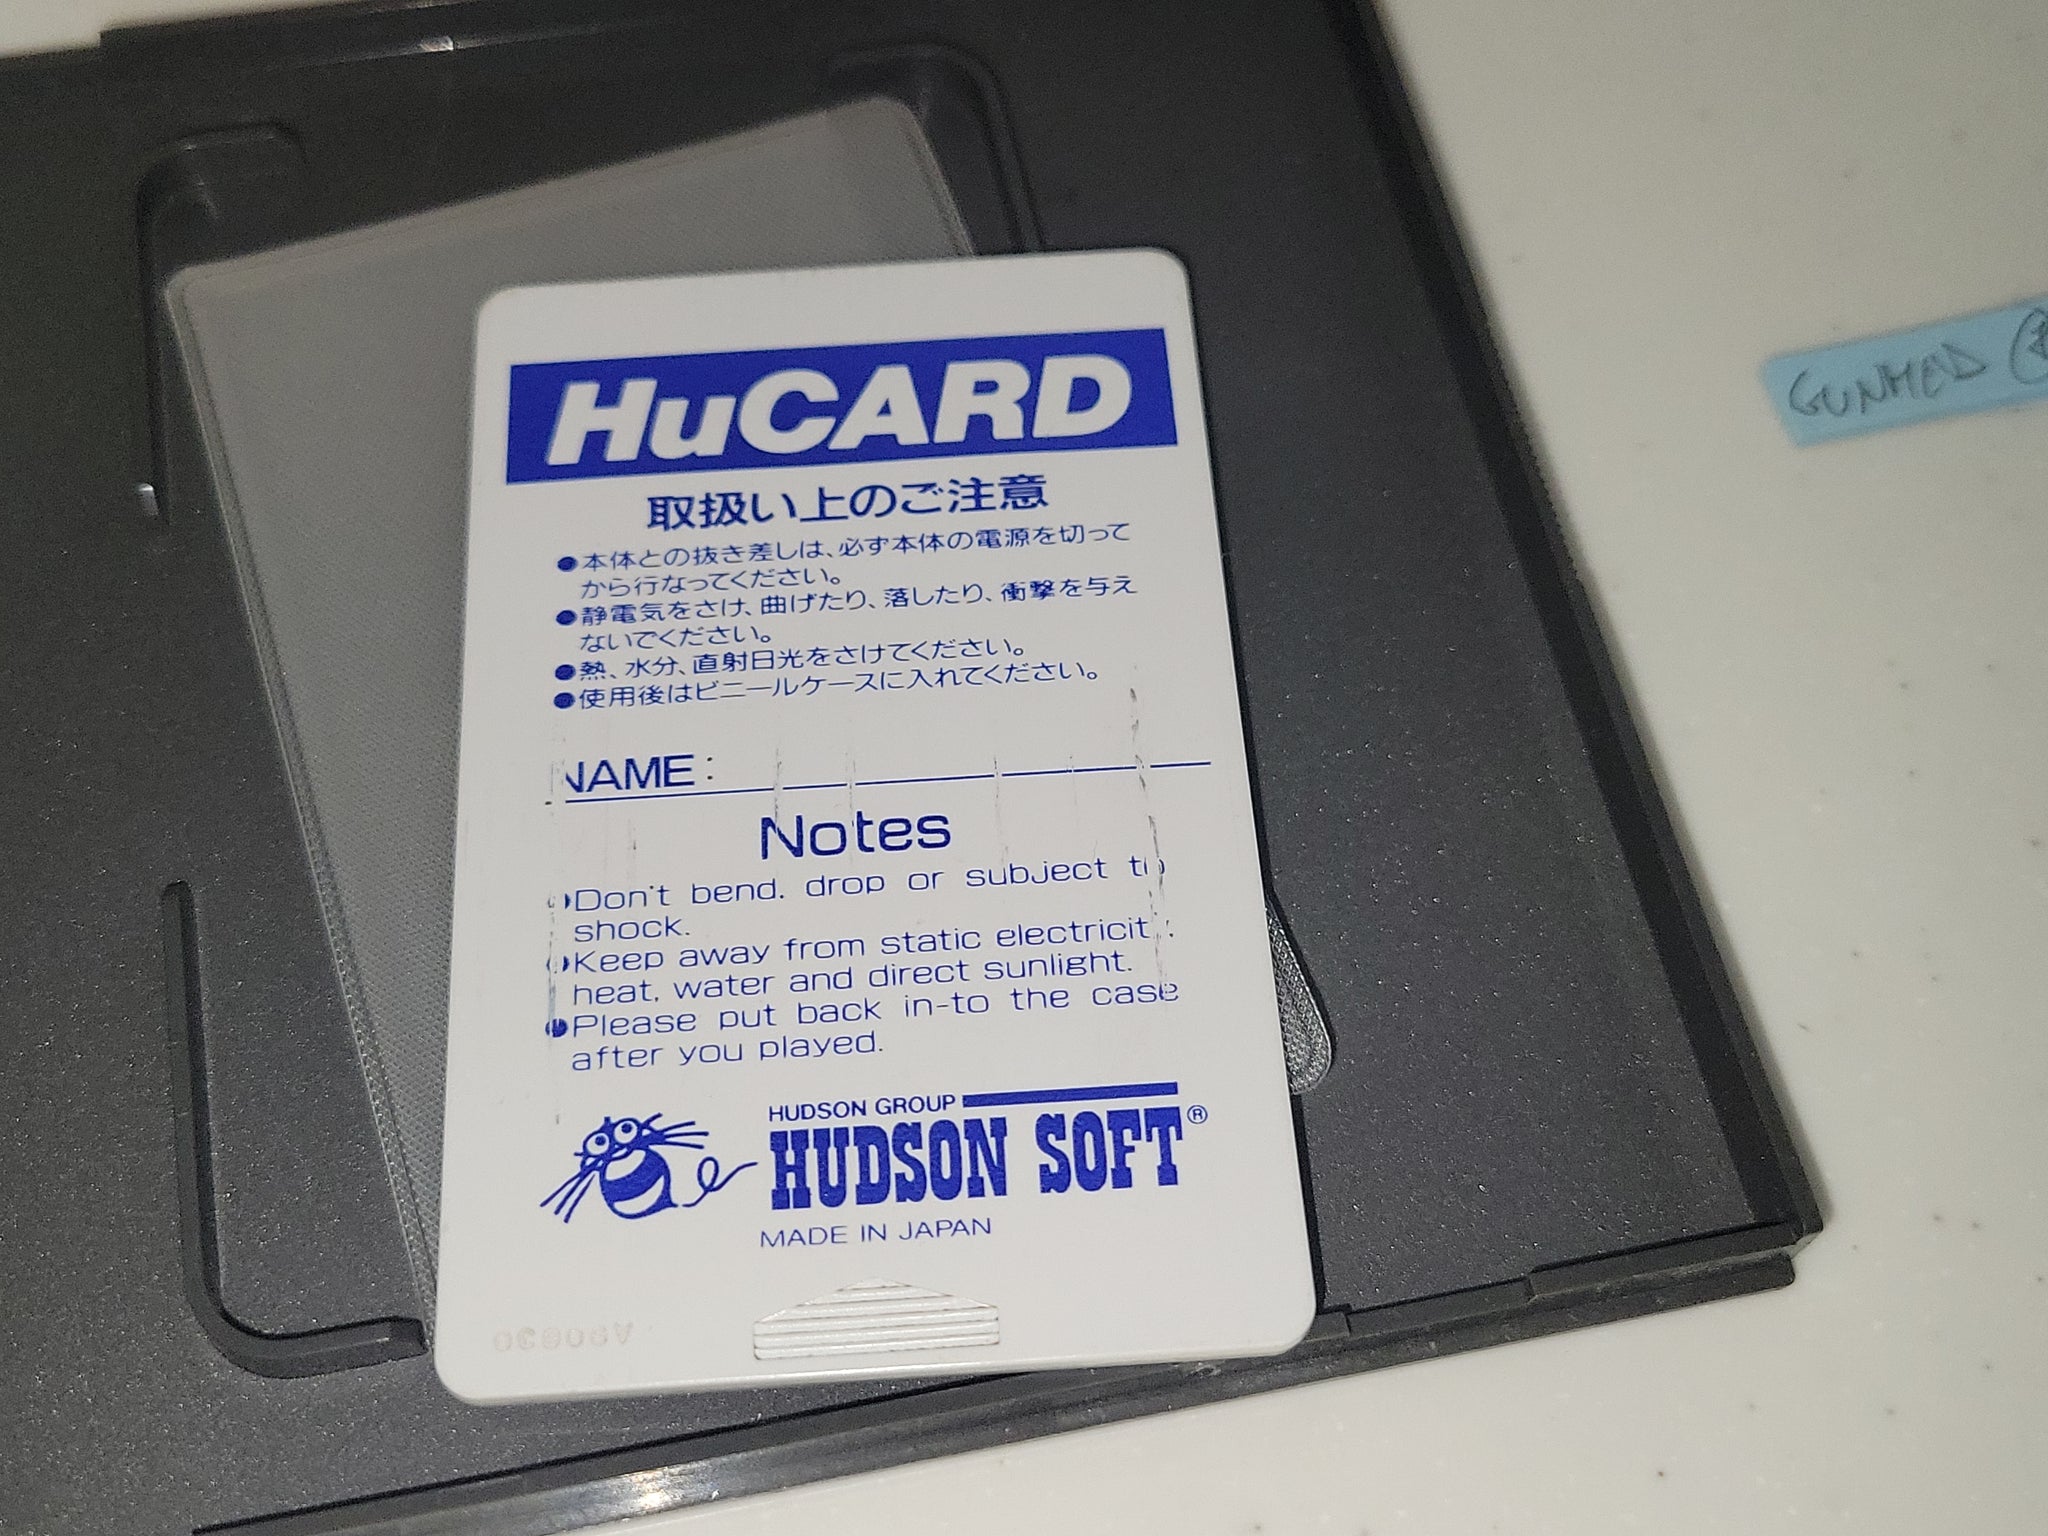 HuCARD
取扱い上のご注意
●本体との抜き差しは、必ず本体の電源を切って
から行なってください。
●静電気をさけ、曲げたり、落したり、衝撃を与え
ないでください。
●熱、水分、直射日光をさけてください。
●使用後はビニールケースに入れてください。
NAME:
Notes
●Don't bend, drop or subject to
shock.
●Keep away from static electricity,
heat, water and direct sunlight.
●Please put back in-to the case
after you played.
HUDSON GROUP
HUDSON SOFT®
MADE IN JAPAN
GUNHED